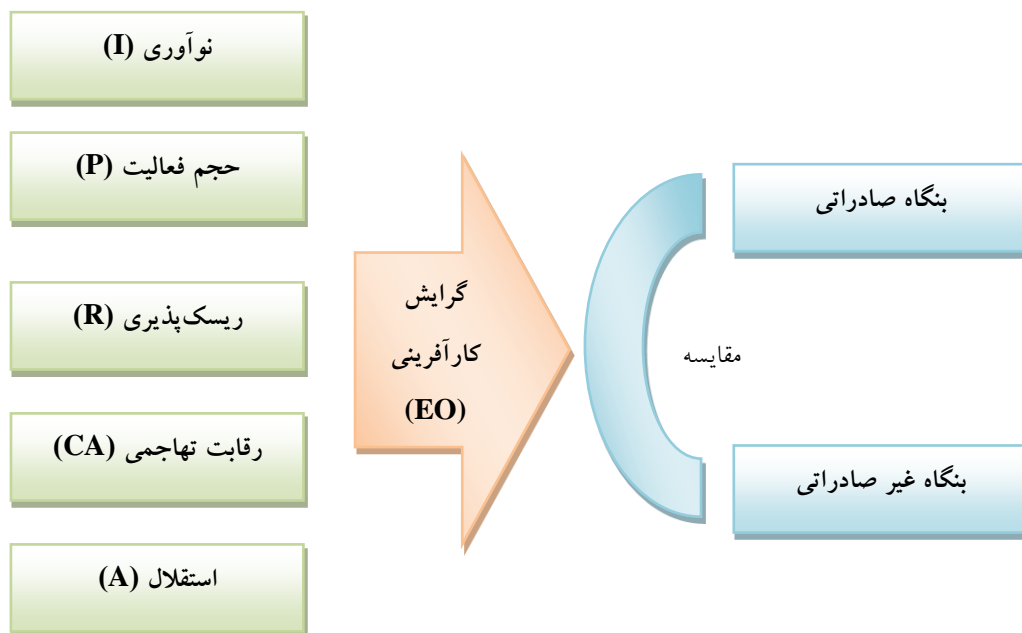 نوآوری (I)
حجم فعالیت (P)
ریسک‌پذیری (R)
رقابت تهاجمی (CA)
استقلال (A)
گرایش
کارآفرینی
(EO)
مقایسه
بنگاه صادراتی
بنگاه غیر صادراتی